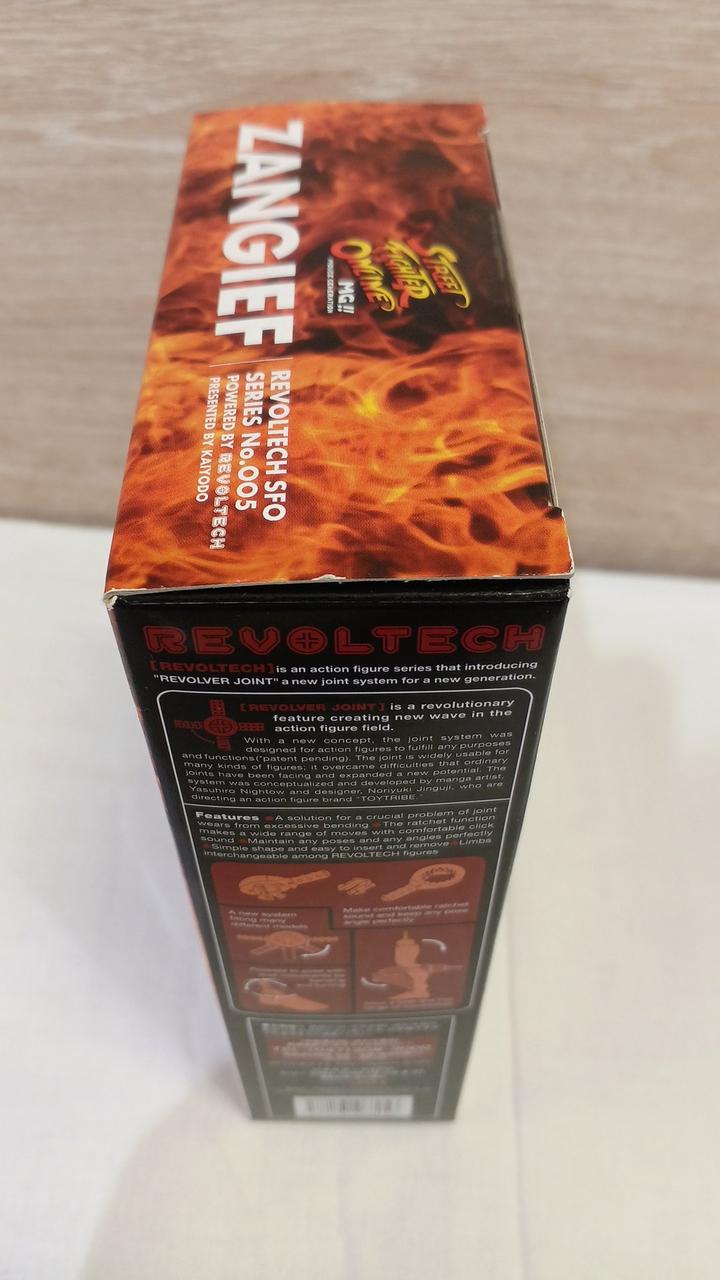 ZANGIEF
STREET
FIGHTER
ONLINE
MG!!
MOUSE GENERATION
REVOLTECH SFO
SERIES No.005
POWERED BY REVOLTECH
PRESENTED BY KAIYODO
REVOLTECH
[REVOLTECH] is an action figure series that introducing
"REVOLVER JOINT" a new joint system for a new generation.
[REVOLVER JOINT] is a revolutionary
feature creating new wave in the
action figure field.
With a new concept, the joint system was
designed for action figures to fulfill any purposes
and functions(*patent pending). The joint is widely usable for
many kinds of figures; it overcame difficulties that ordinary
joints have been facing and expanded a new potential. The
system was conceptualized and developed by manga artist,
Yasuhiro Nightow and designer, Noriyuki Jinguji, who are
directing an action figure brand "TOYTRIBE."
Features ●A solution for a crucial problem of joint
wears from excessive bending ●The ratchet function
makes a wide range of moves with comfortable click
sound ●Maintain any poses and any angles perfectly
●Simple shape and easy to insert and remove ●Limbs
interchangeable among REVOLTECH figures
A new system
fitting many
different models
Make comfortable ratchet
sound and keep any pose
angle perfectly